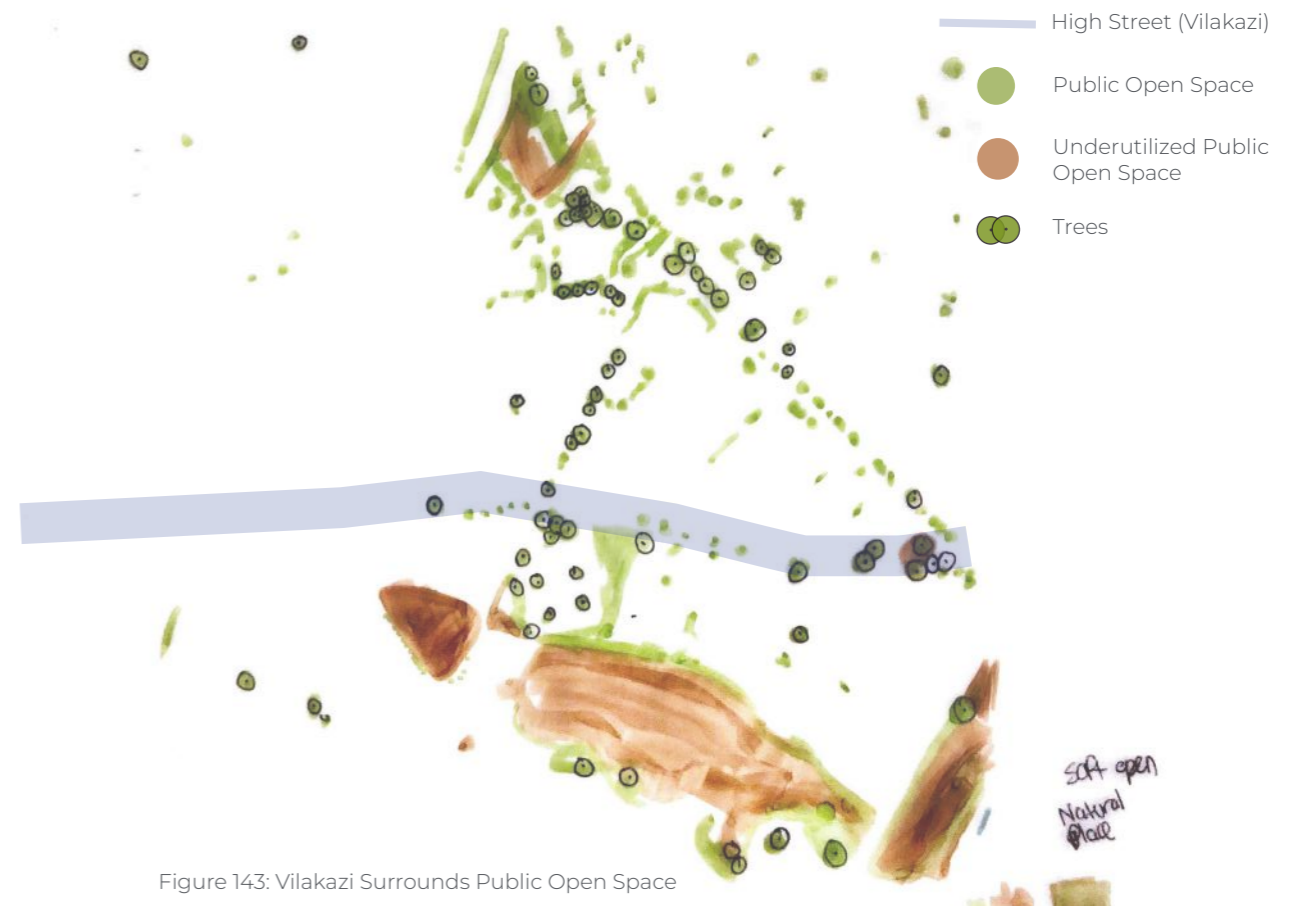 High Street (Vilakazi)
Public Open Space
Underutilized Public
Open Space
Trees
Soft open
Natural
Place
Figure 143: Vilakazi Surrounds Public Open Space